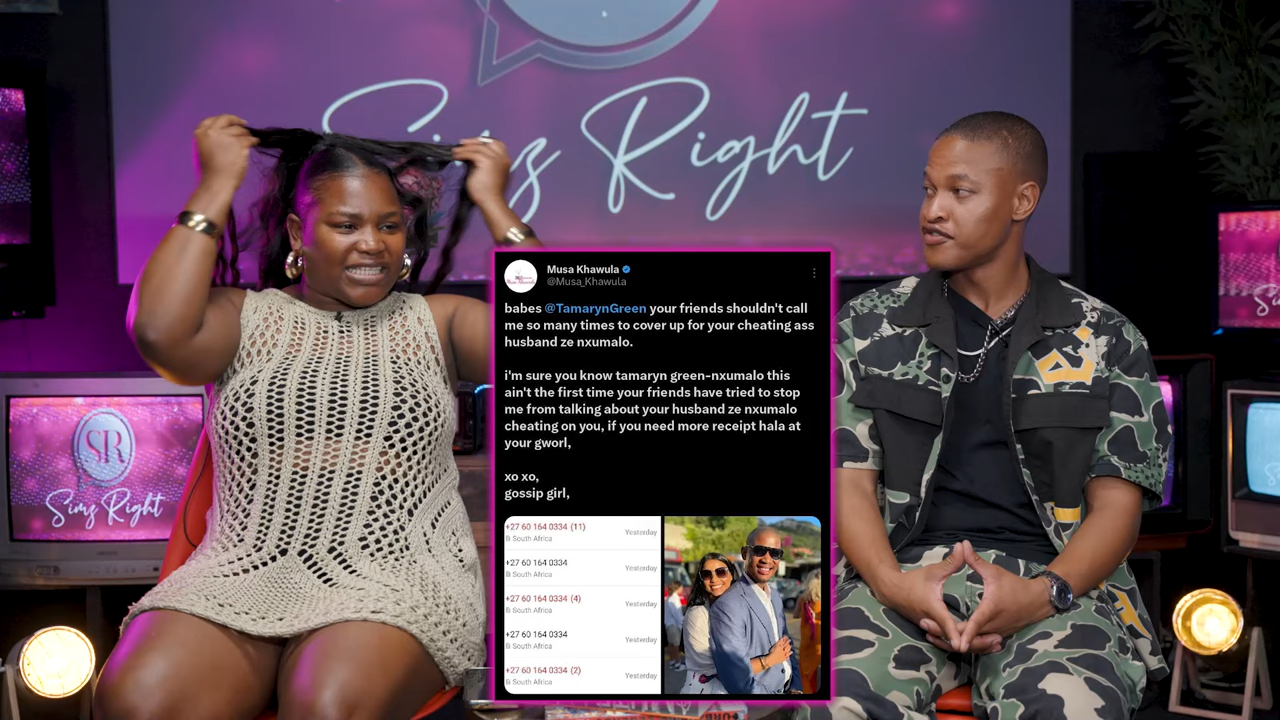 Simz Right
SR
Simz Right
Musa Khawula
@Musa_Khawula
babes @TamarynGreen your friends shouldn't call
me so many times to cover up for your cheating ass
husband ze nxumalo.
i'm sure you know tamaryn green-nxumalo this
ain't the first time your friends have tried to stop
me from talking about your husband ze nxumalo
cheating on you, if you need more receipt hala at
your gworl,
xo xo,
gossip girl,
+27 60 164 0334 (11)
South Africa
Yesterday
+27 60 164 0334
South Africa
Yesterday
+27 60 164 0334 (4)
South Africa
Yesterday
+27 60 164 0334
South Africa
Yesterday
+27 60 164 0334 (2)
South Africa
Yesterday